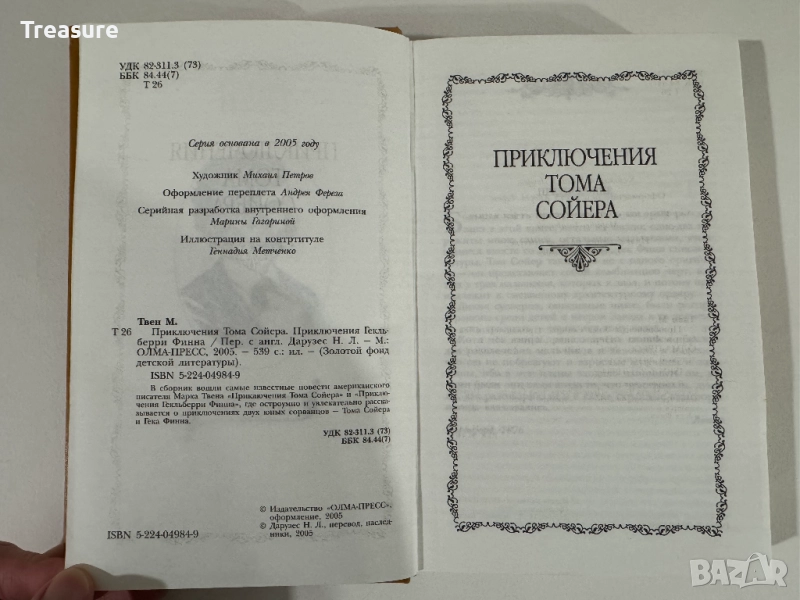 Treasure
УДК 82-311.3 (73)
ББК 84.44(7)
Т 26
Серия основана в 2005 году
Художник Михаил Петров
Оформление переплета Андрея Фереза
Серийная разработка внутреннего оформления
Марины Гагариной
Иллюстрация на контртитуле
Геннадия Метченко
Твен М.
Т 26 Приключения Тома Сойера. Приключения Гекль-
берри Финна / Пер. с англ. Дарузес Н. Л. – М.:
ОЛМА-ПРЕСС, 2005. – 539 с.: ил. – (Золотой фонд
детской литературы).
ISBN 5-224-04984-9
В сборник вошли самые известные повести американского
писателя Марка Твена «Приключения Тома Сойера» и «Приклю-
чения Гекльберри Финна», где остроумно и увлекательно расска-
зывается о приключениях двух юных сорванцов – Тома Сойера
и Гека Финна.
УДК 82-311.3 (73)
ББК 84.44(7)
© Издательство «ОЛМА-ПРЕСС»,
оформление, 2005
© Дарузес Н. Л., перевод, наслед-
ники, 2005
ISBN 5-224-04984-9
ПРИКЛЮЧЕНИЯ
ТОМА
СОЙЕРА
BAZAR